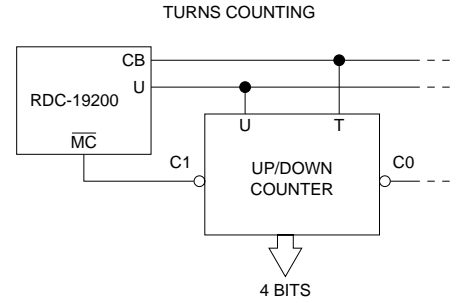 TURNS COUNTING
CB
U
RDC-19200
MC
U
T
C1
UP/DOWN
COUNTER
C0
4 BITS